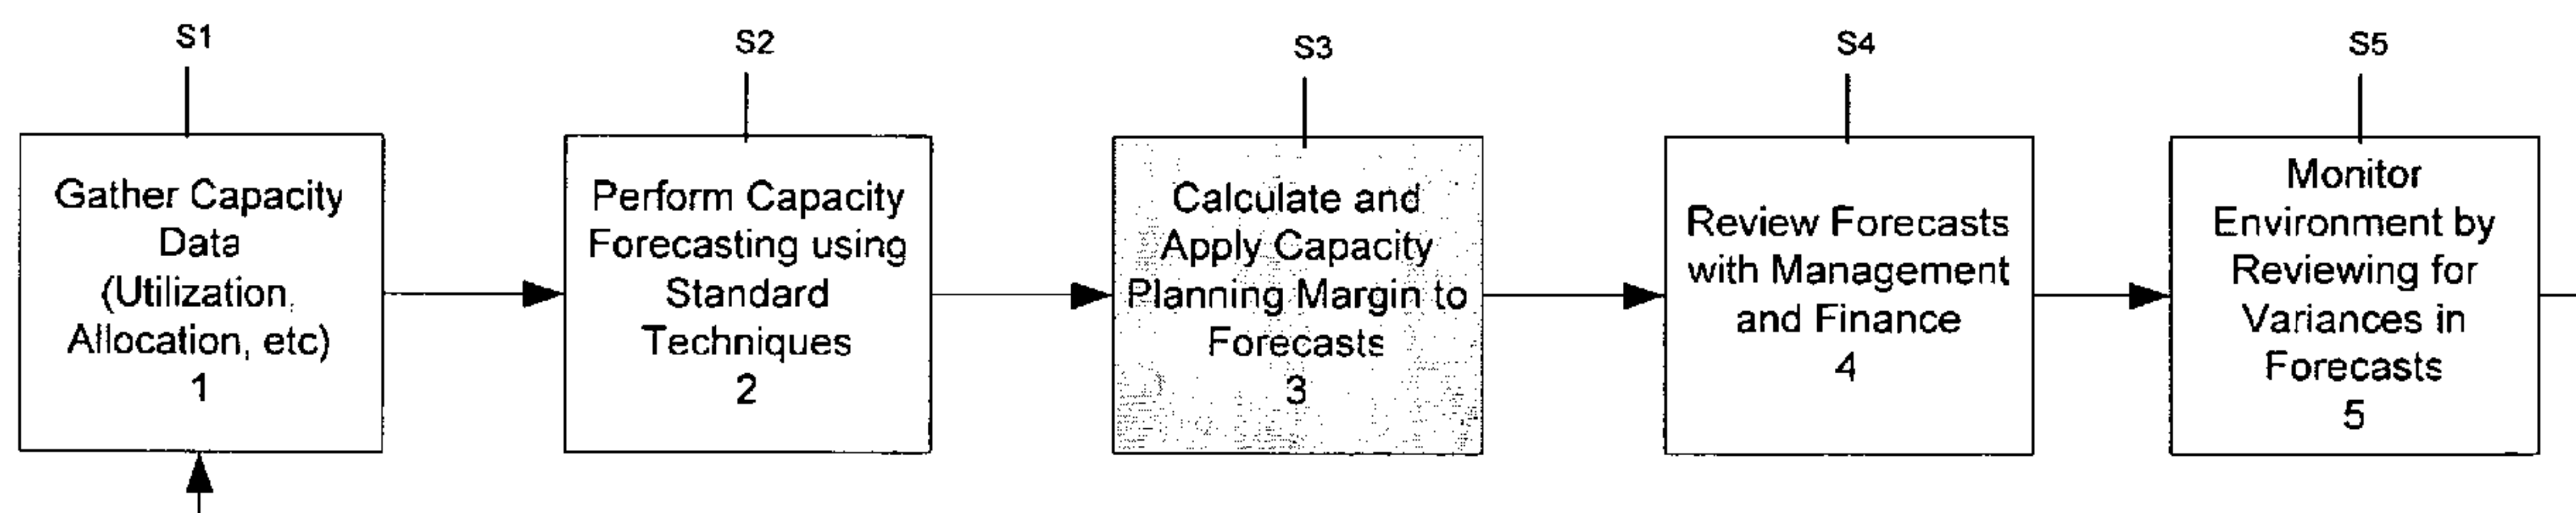 S1
S2
S3
S4
S5
Gather Capacity
Data
(Utilization,
Allocation, etc)
1
Perform Capacity
Forecasting using
Standard
Techniques
2
Calculate and
Apply Capacity
Planning Margin to
Forecasts
3
Review Forecasts
with Management
and Finance
4
Monitor
Environment by
Reviewing for
Variances in
Forecasts
5